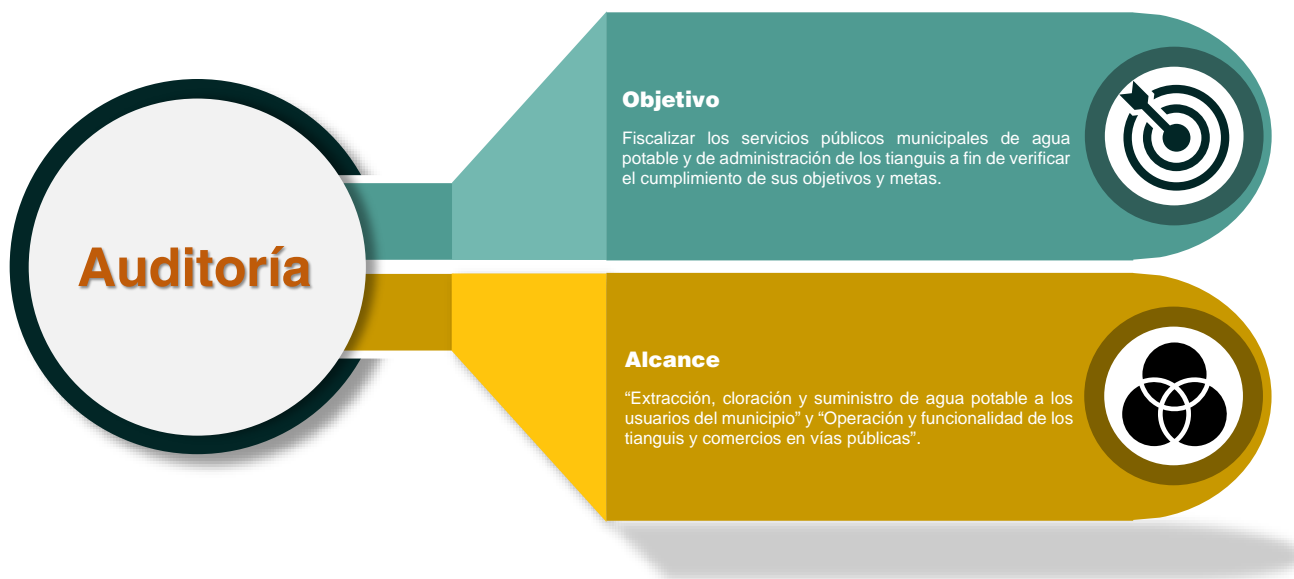 Auditoría
Objetivo
Fiscalizar los servicios públicos municipales de agua
potable y de administración de los tianguis a fin de verificar
el cumplimiento de sus objetivos y metas.
Alcance
“Extracción, cloración y suministro de agua potable a los
usuarios del municipio” y “Operación y funcionalidad de los
tianguis y comercios en vías públicas”.